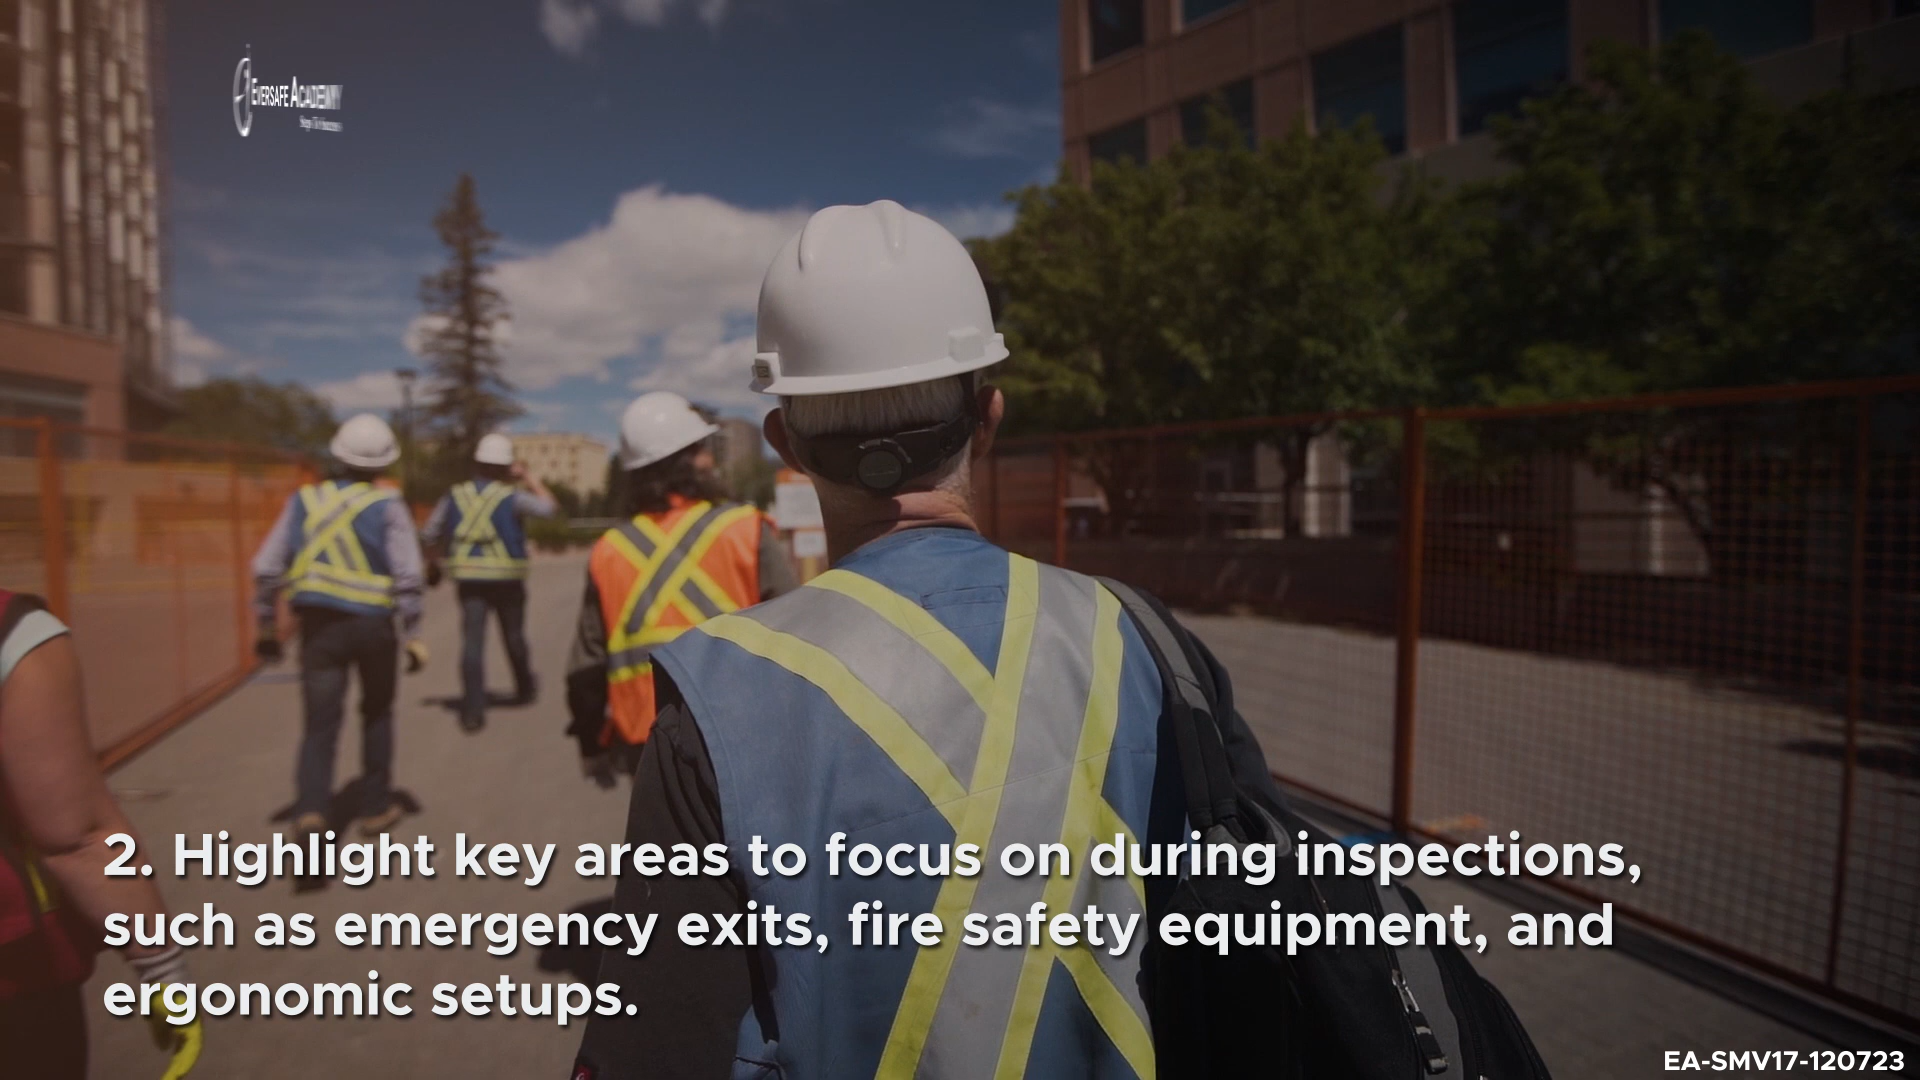 EVERSAFE ACADEMY
2. Highlight key areas to focus on during inspections,
such as emergency exits, fire safety equipment, and
ergonomic setups.
EA-SMV17-120723